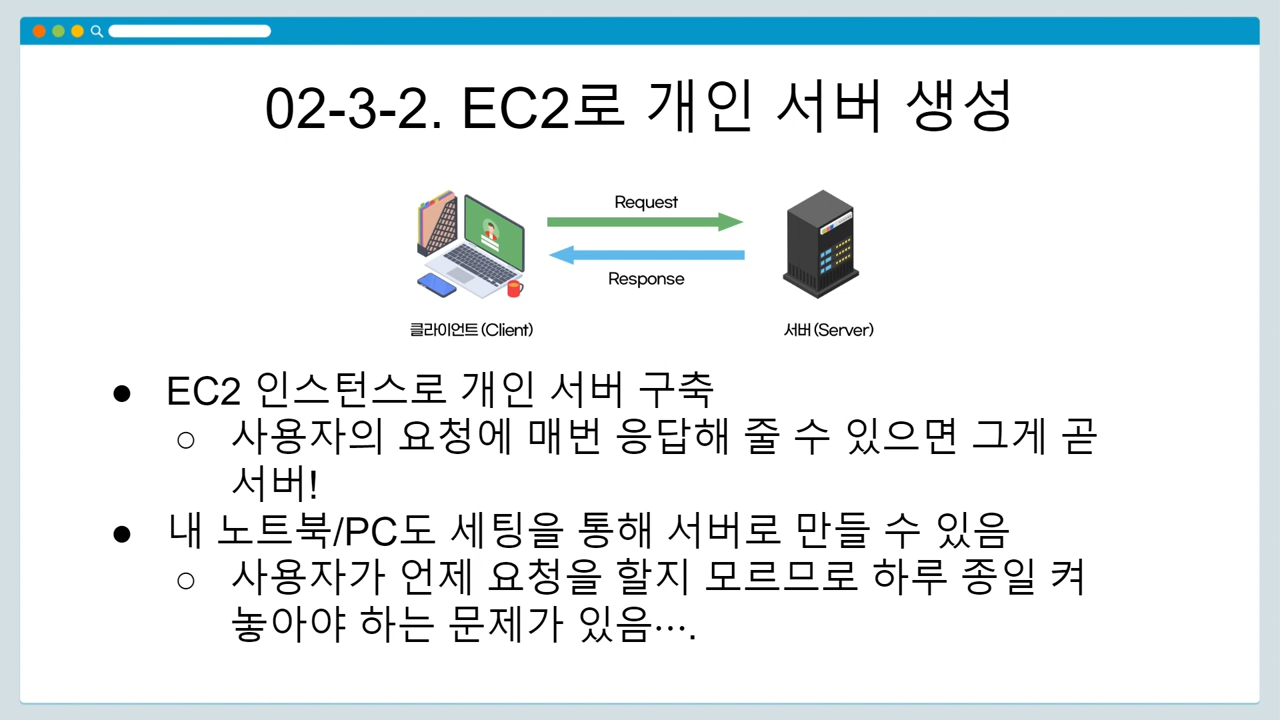 02-3-2. EC2로 개인 서버 생성
Request
Response
클라이언트(Client)
서버(Server)
● EC2 인스턴스로 개인 서버 구축
○ 사용자의 요청에 매번 응답해 줄 수 있으면 그게 곧
서버!
● 내 노트북/PC도 세팅을 통해 서버로 만들 수 있음
○ 사용자가 언제 요청을 할지 모르므로 하루 종일 켜
놓아야 하는 문제가 있음….